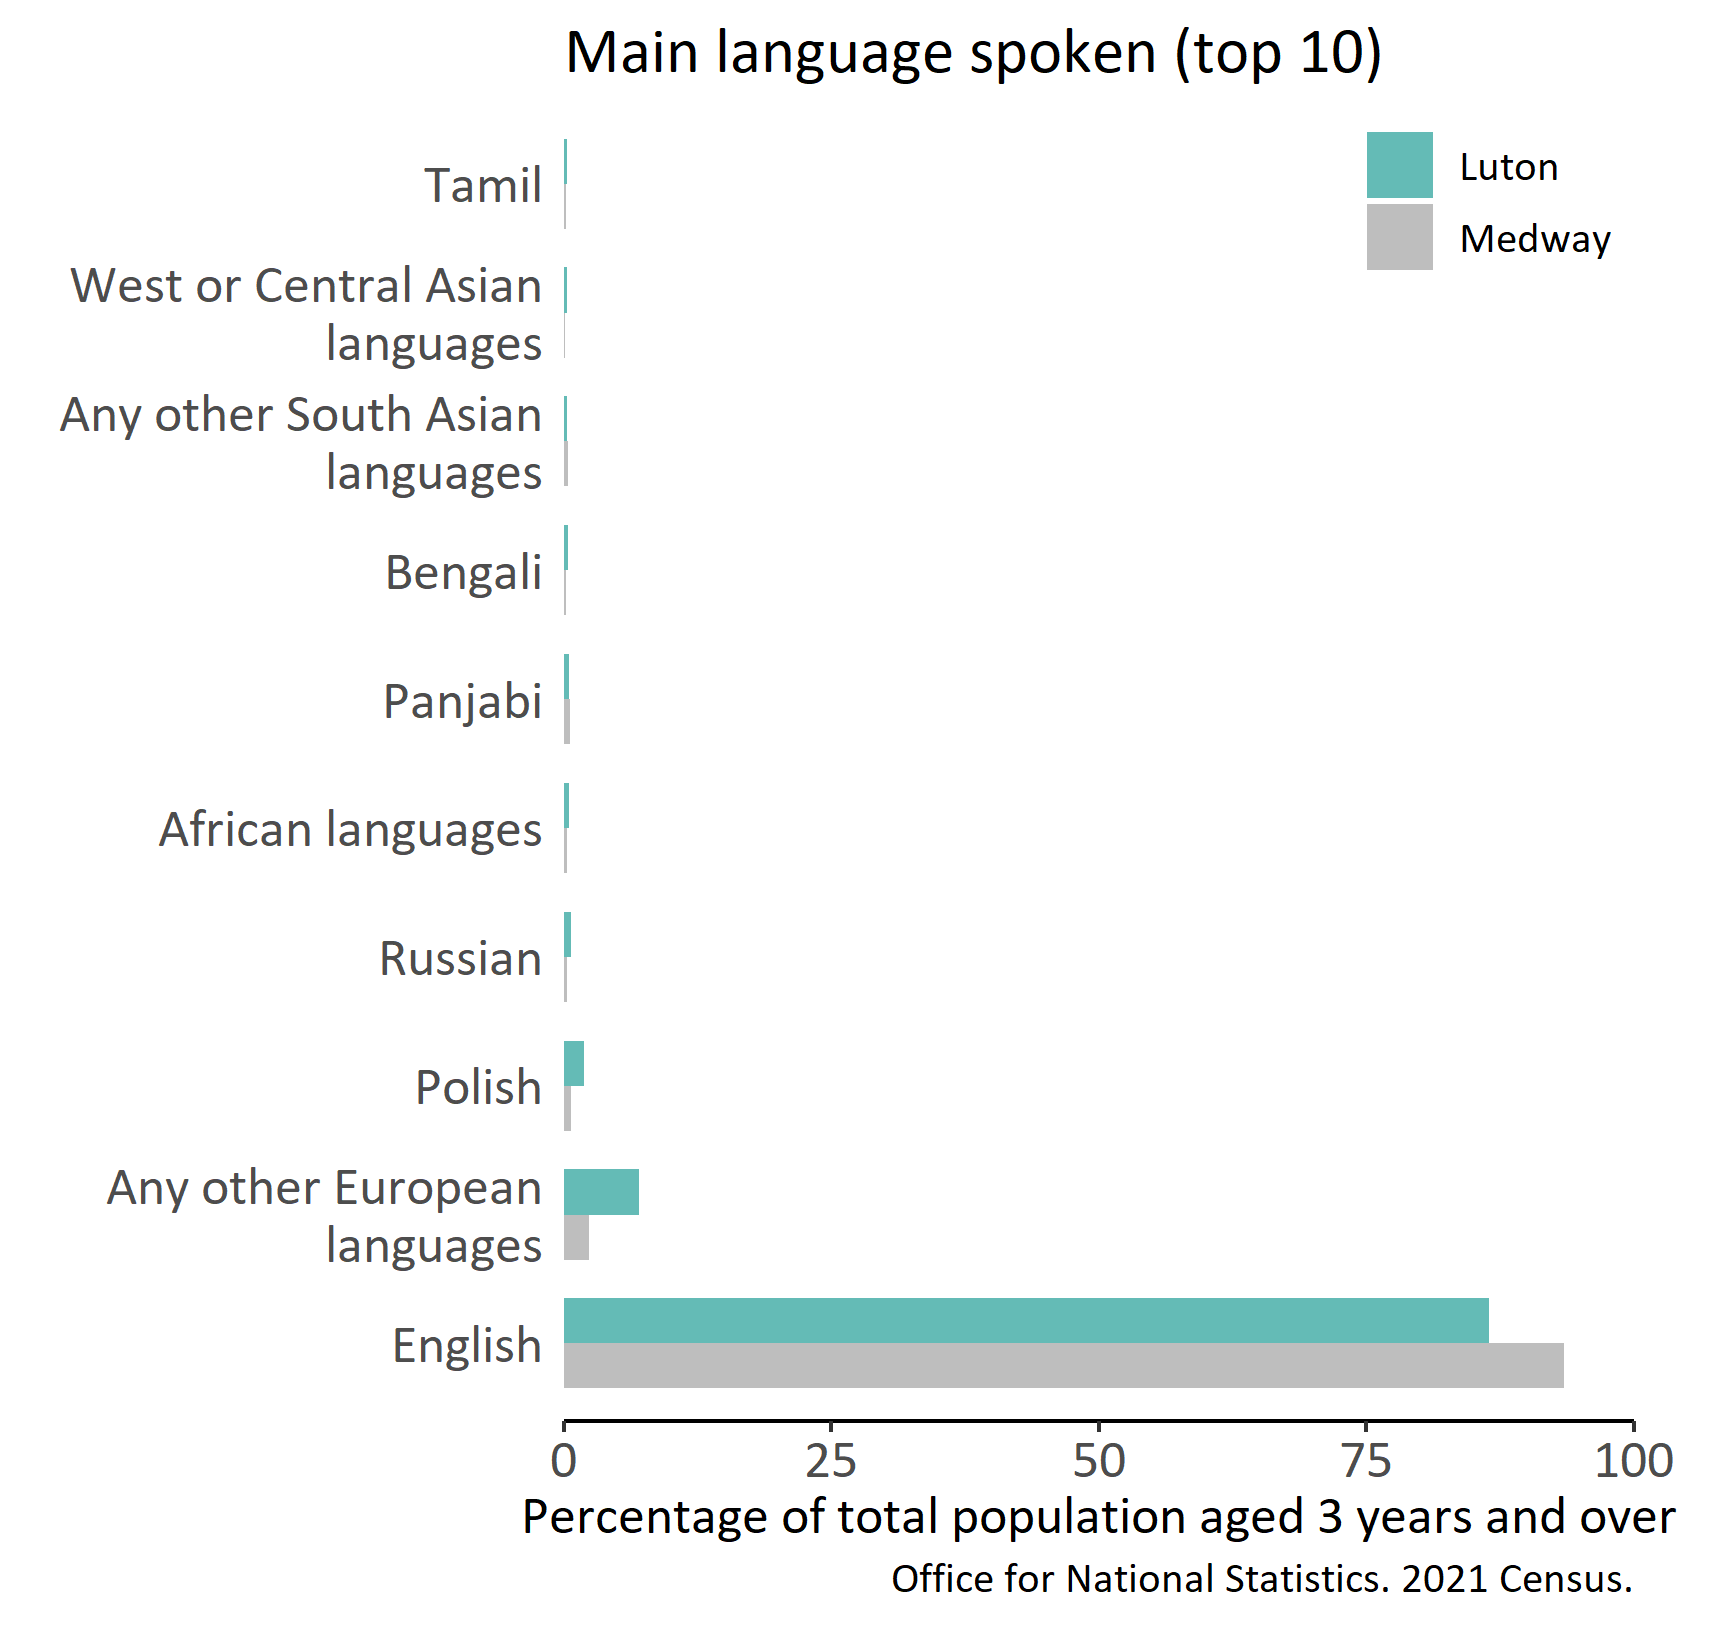 Main language spoken (top 10)
Luton
Medway
Tamil
West or Central Asian
languages
Any other South Asian
languages
Bengali
Panjabi
African languages
Russian
Polish
Any other European
languages
English
0 25 50 75 100
Percentage of total population aged 3 years and over
Office for National Statistics. 2021 Census.